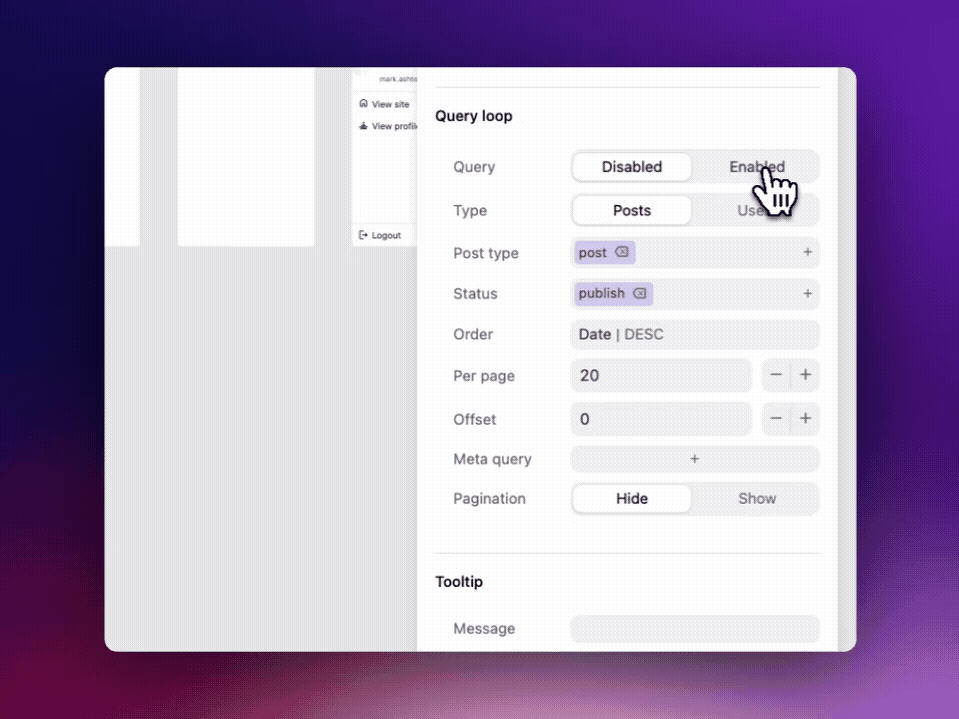 mark.ashto
View site
View profil
Logout
Query loop
Query Disabled Enabled
Type Posts
Post type post +
Status publish +
Order Date | DESC
Per page 20 − +
Offset 0 − +
Meta query +
Pagination Hide Show
Tooltip
Message